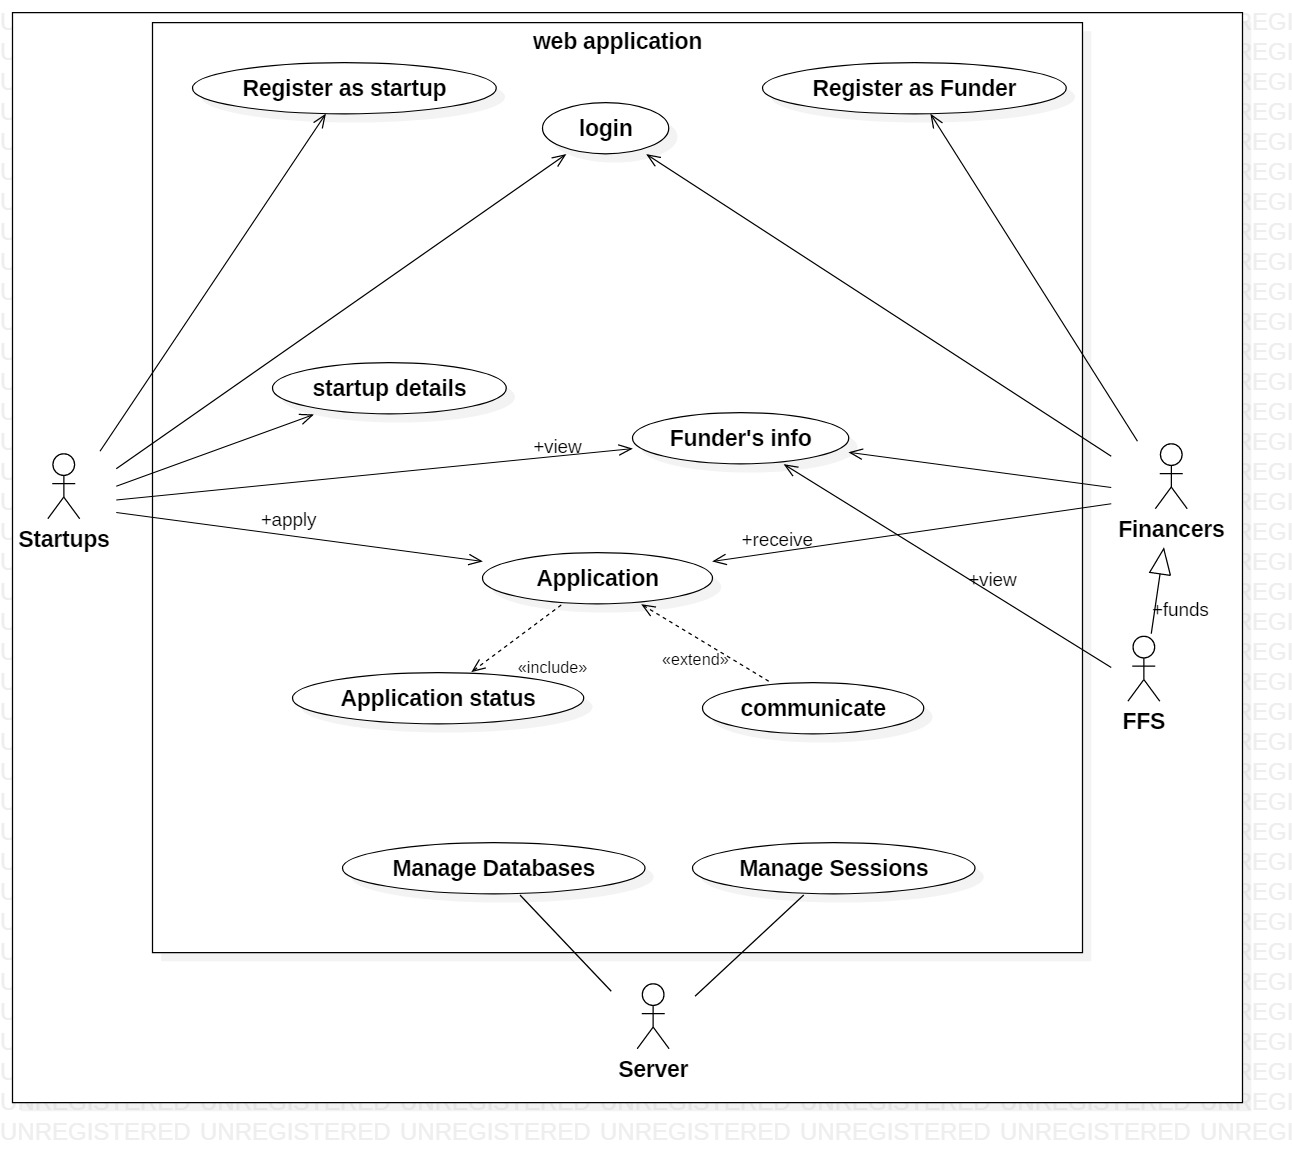 web application
Register as startup
Register as Funder
login
startup details
Funder's info
+view
Startups
Financers
+apply
+receive
Application
+view
+funds
«include»
«extend»
Application status
communicate
FFS
Manage Databases
Manage Sessions
Server
UNREGISTERED UNREGISTERED UNREGISTERED UNREGISTERED UNREGISTERED UNREGISTERED UNREGI